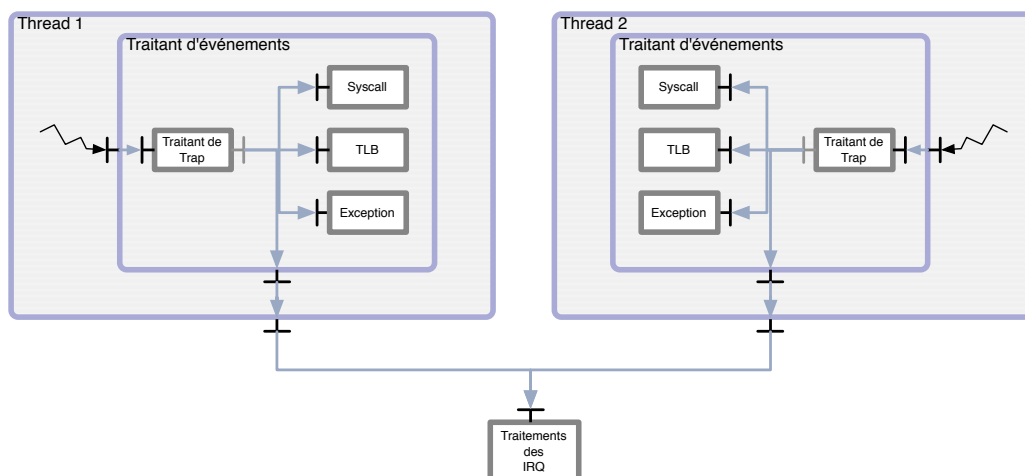 Thread 1
Traitant d'événements
Syscall
Traitant de
Trap
TLB
Exception
Thread 2
Traitant d'événements
Syscall
TLB
Traitant de
Trap
Exception
Traitements
des
IRQ